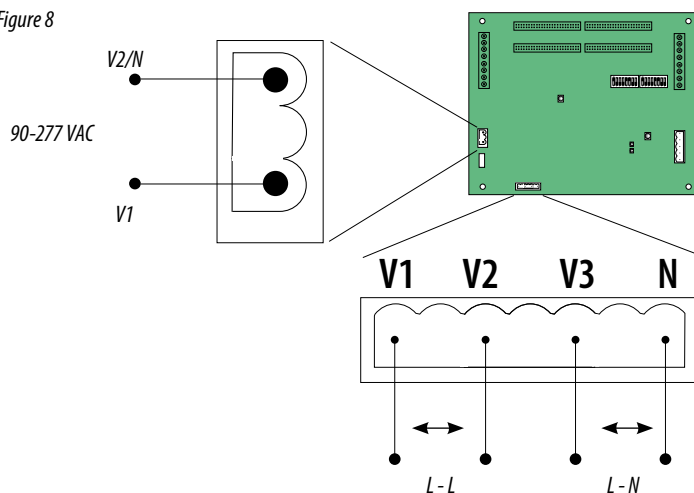 Figure 8
V2/N
90-277 VAC
V1
V1 V2 V3 N
L - L L - N